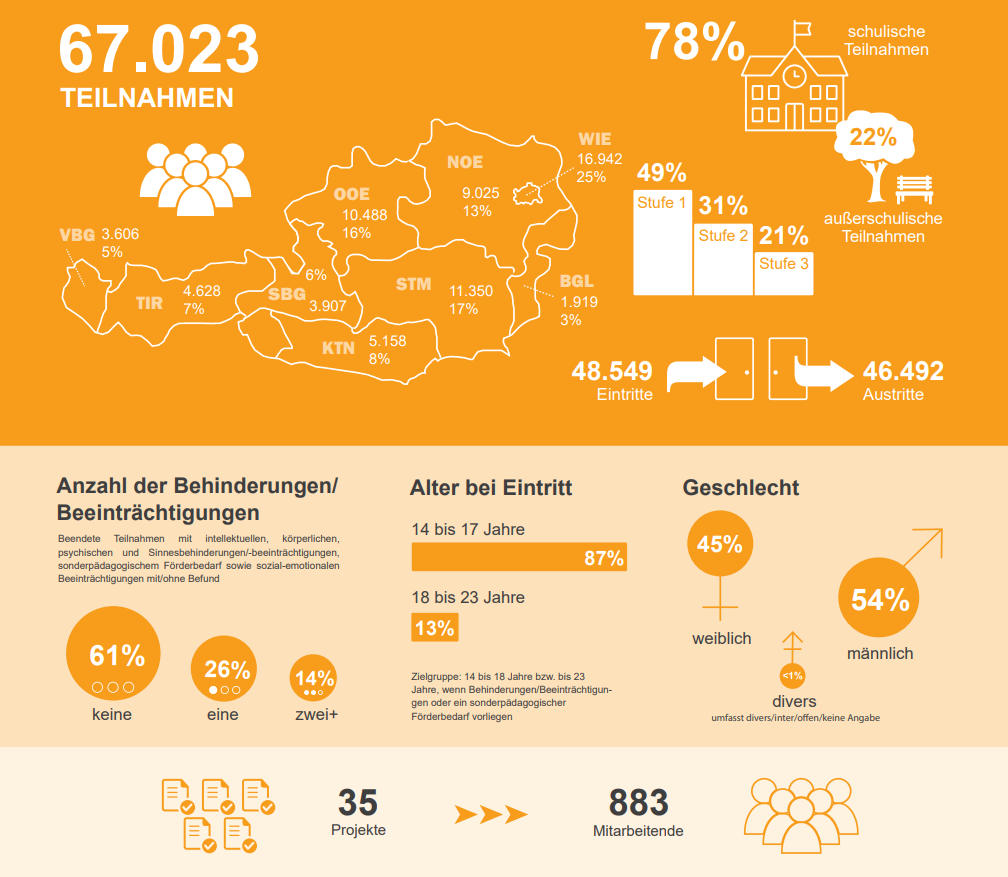 67.023
TEILNAHMEN
78%
schulische
Teilnahmen
22%
außerschulische
Teilnahmen
WIE
16.942
25%
NOE
9.025
13%
OOE
10.488
16%
VBG 3.606
5%
TIR
4.628
7%
6%
SBG
3.907
STM
11.350
17%
BGL
1.919
3%
KTN
5.158
8%
49%
Stufe 1
31%
Stufe 2
21%
Stufe 3
48.549
Eintritte
46.492
Austritte
Anzahl der Behinderungen/
Beeinträchtigungen
Beendete Teilnahmen mit intellektuellen, körperlichen,
psychischen und Sinnesbehinderungen/-beeinträchtigungen,
sonderpädagogischem Förderbedarf sowie sozial-emotionalen
Beeinträchtigungen mit/ohne Befund
61%
keine
26%
eine
14%
zwei+
Alter bei Eintritt
14 bis 17 Jahre
87%
18 bis 23 Jahre
13%
Zielgruppe: 14 bis 18 Jahre bzw. bis 23
Jahre, wenn Behinderungen/Beeinträchtigun-
gen oder ein sonderpädagogischer
Förderbedarf vorliegen
Geschlecht
45%
weiblich
54%
männlich
<1%
divers
umfasst divers/inter/offen/keine Angabe
35
Projekte
883
Mitarbeitende